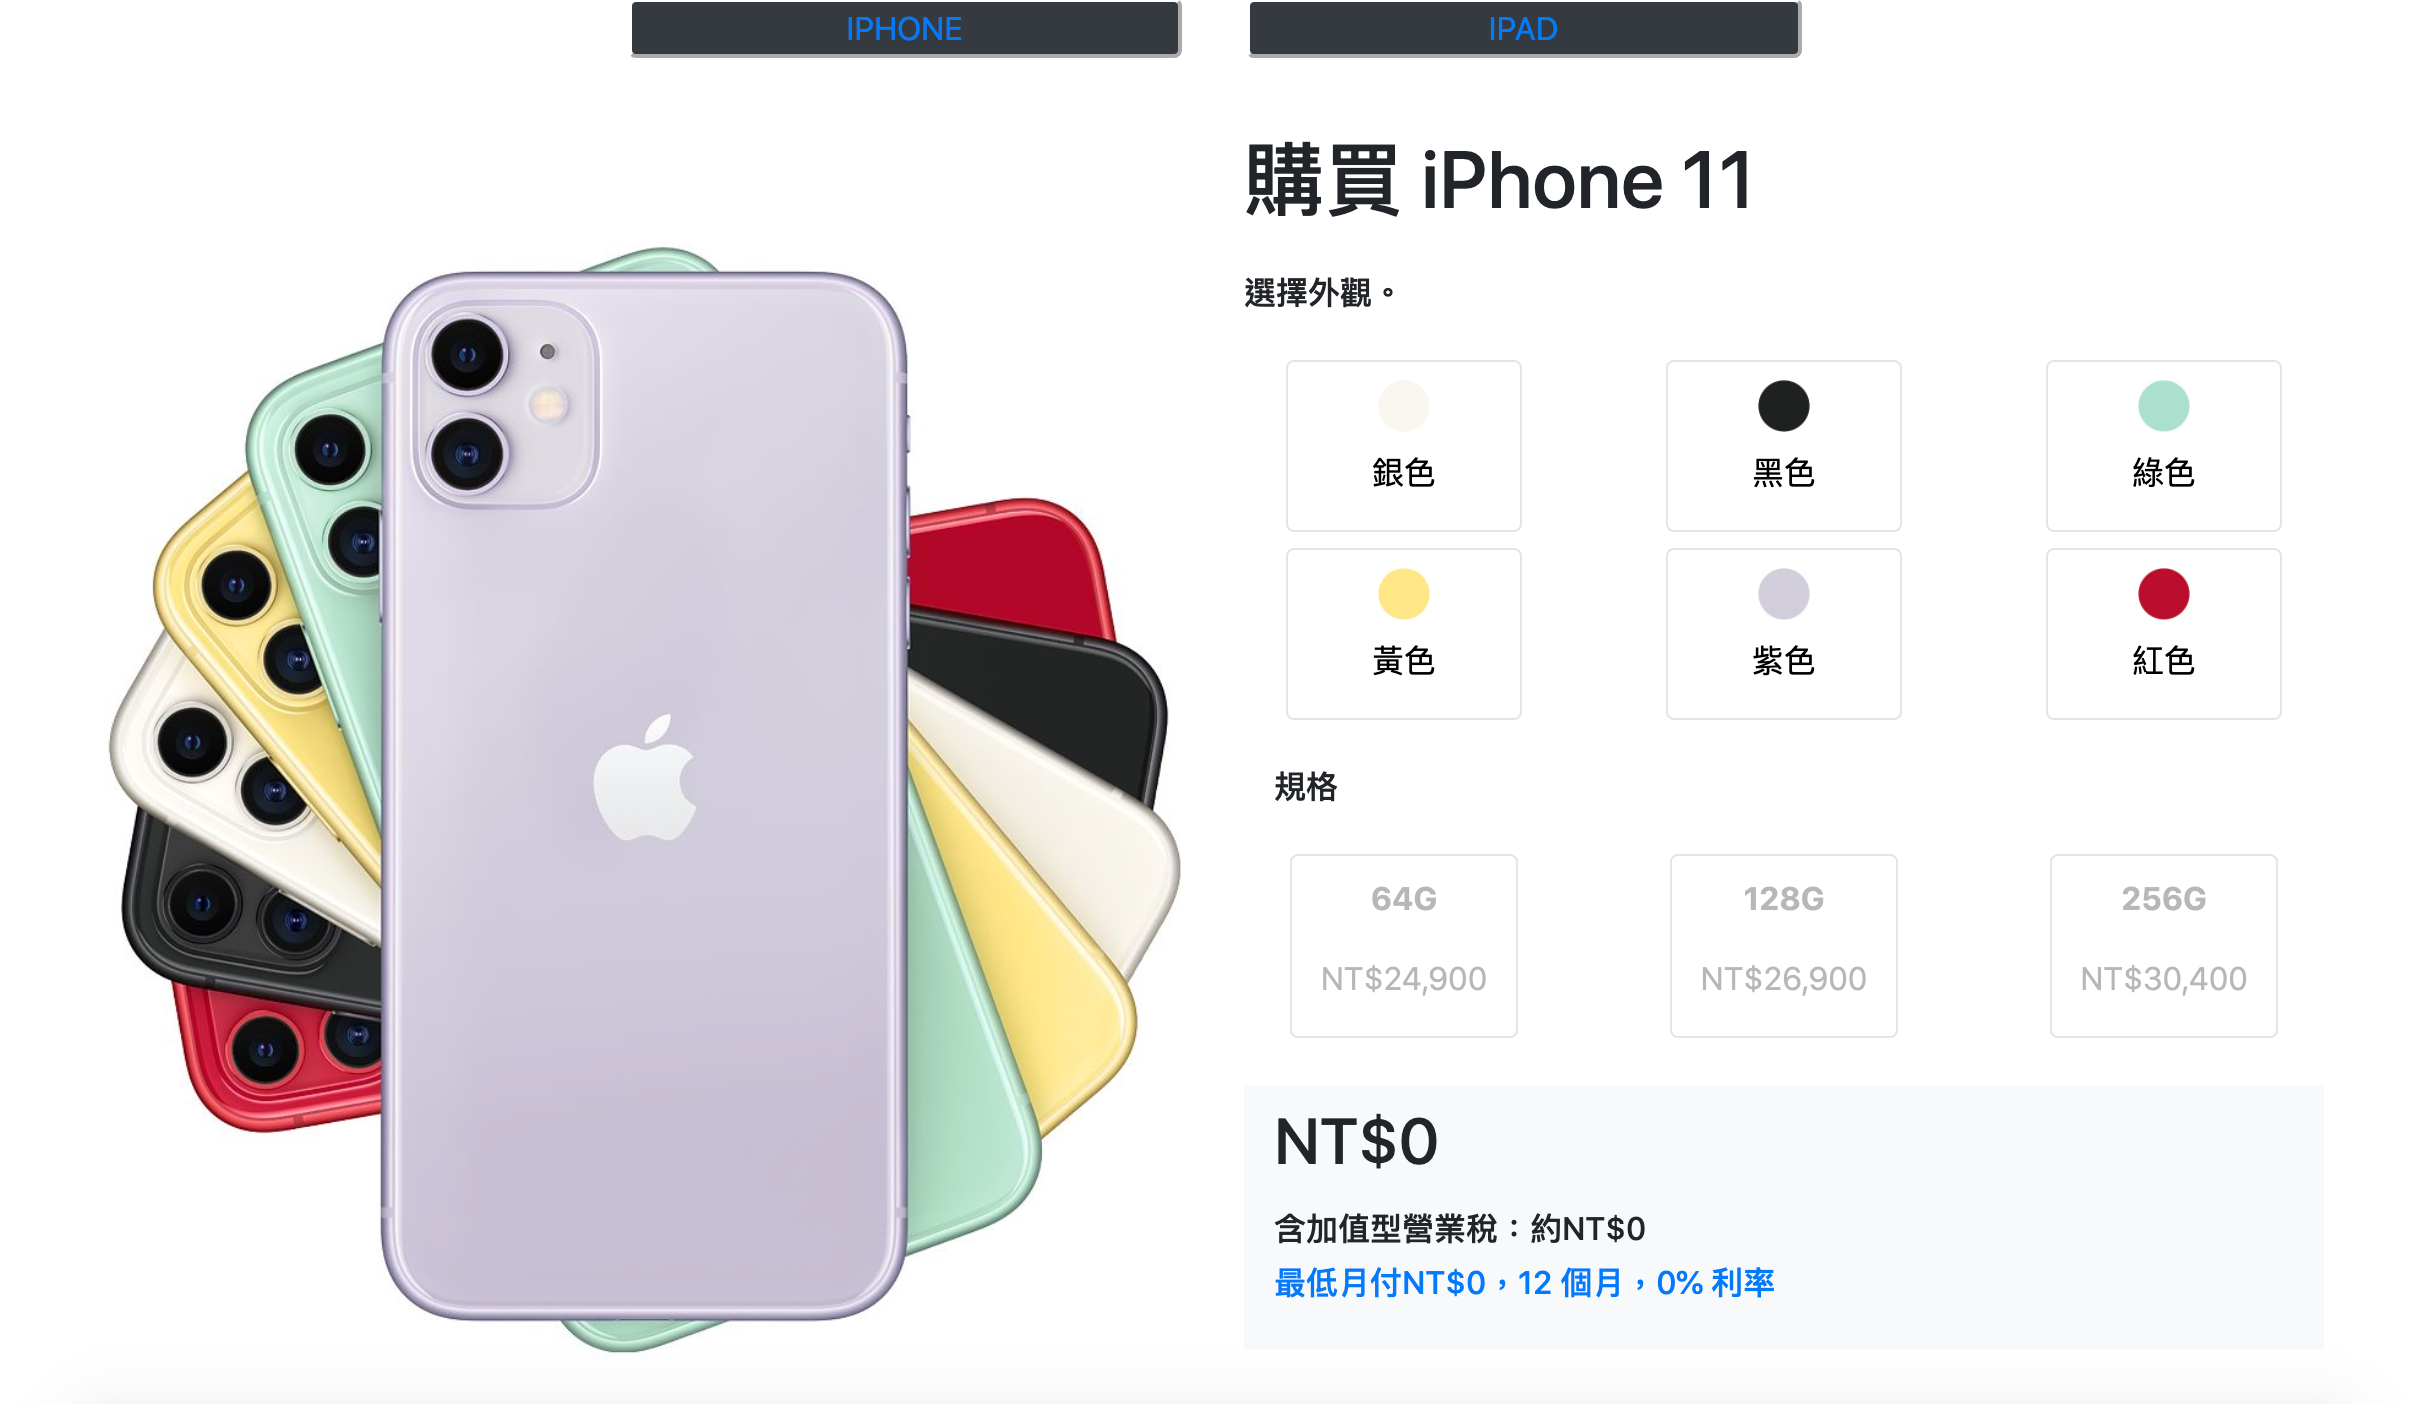 IPHONE
IPAD
購買 iPhone 11
選擇外觀。
銀色
黑色
綠色
黃色
紫色
紅色
規格
64G
128G
256G
NT$24,900
NT$26,900
NT$30,400
NT$0
含加值型營業稅：約NT$0
最低月付NT$0，12 個月，0% 利率